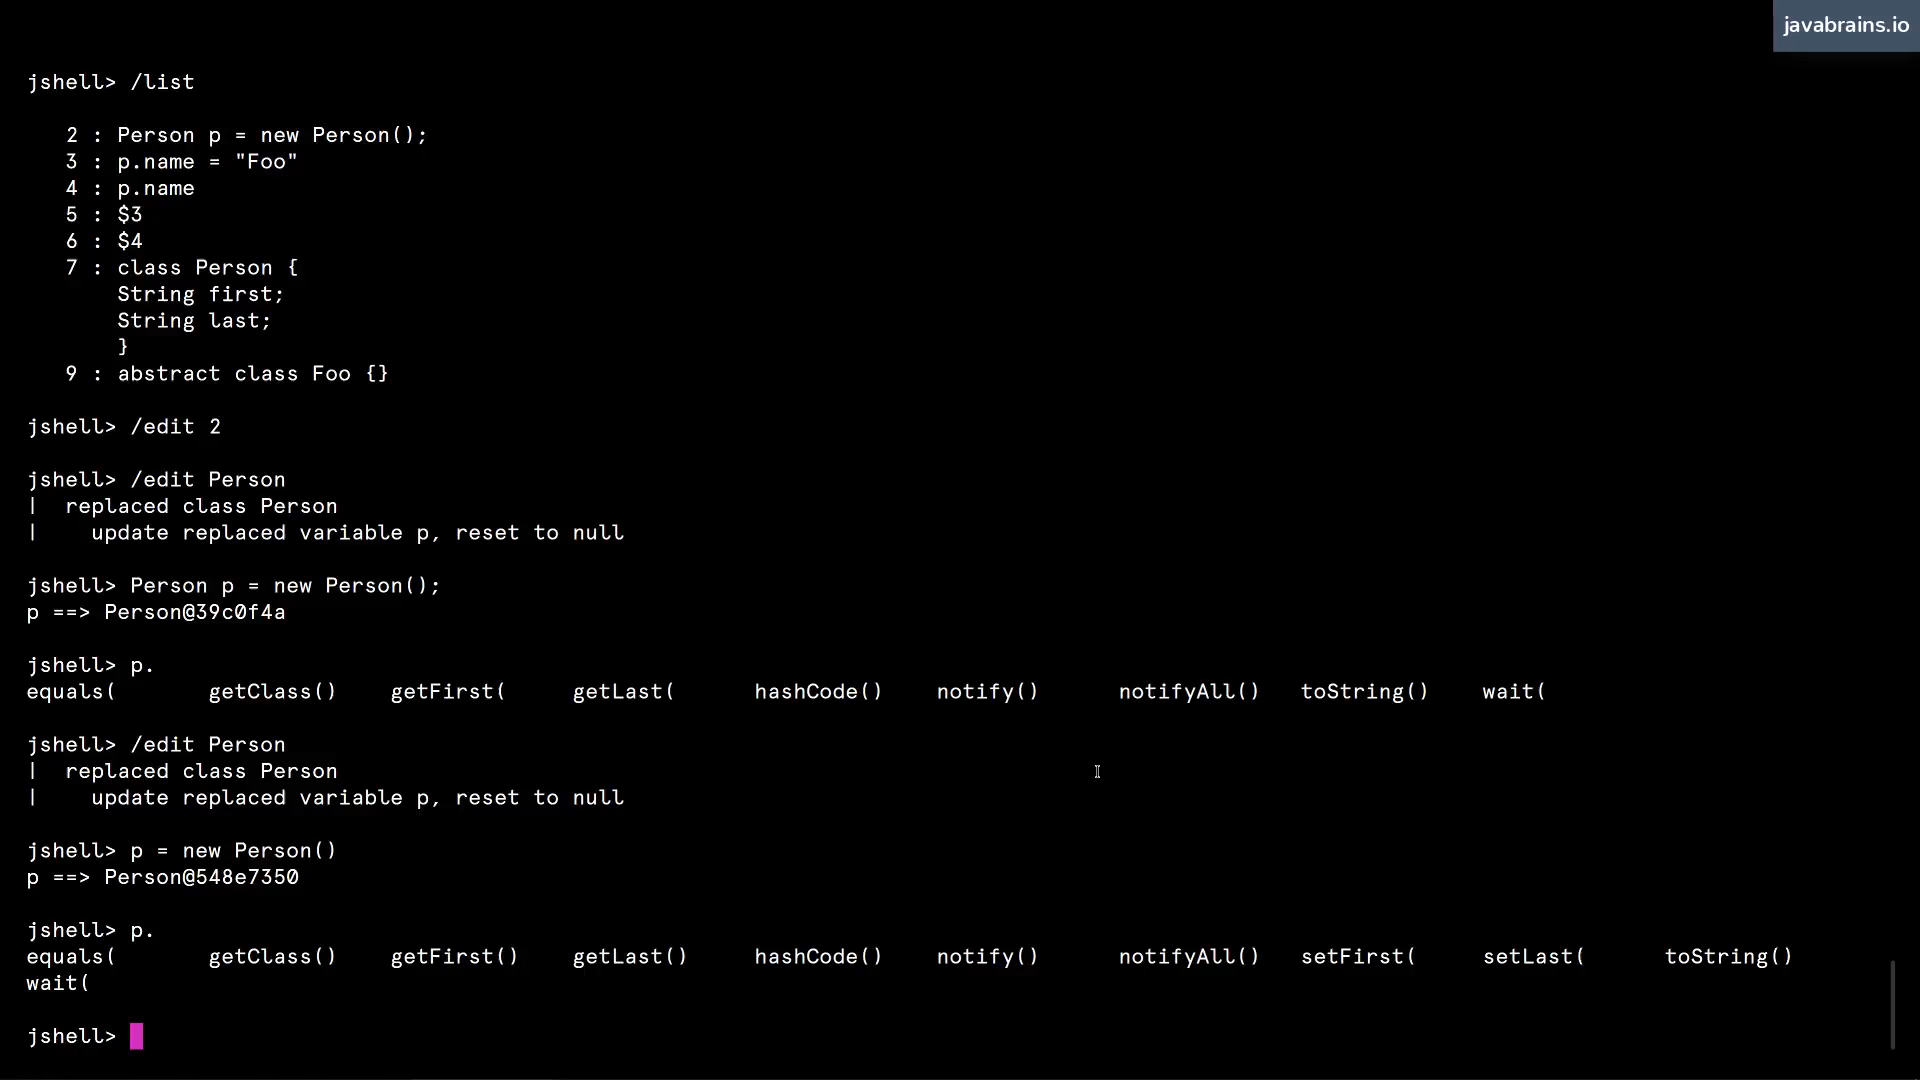 javabrains.io
jshell> /list
2 : Person p = new Person();
3 : p.name = "Foo"
4 : p.name
5 : $3
6 : $4
7 : class Person {
String first;
String last;
}
9 : abstract class Foo {}
jshell> /edit 2
jshell> /edit Person
|  replaced class Person
|    update replaced variable p, reset to null
jshell> Person p = new Person();
p ==> Person@39c0f4a
jshell> p.
equals( getClass() getFirst( getLast( hashCode() notify() notifyAll() toString() wait(
jshell> /edit Person
|  replaced class Person
|    update replaced variable p, reset to null
jshell> p = new Person()
p ==> Person@548e7350
jshell> p.
equals( getClass() getFirst() getLast() hashCode() notify() notifyAll() setFirst( setLast( toString()
wait(
jshell>